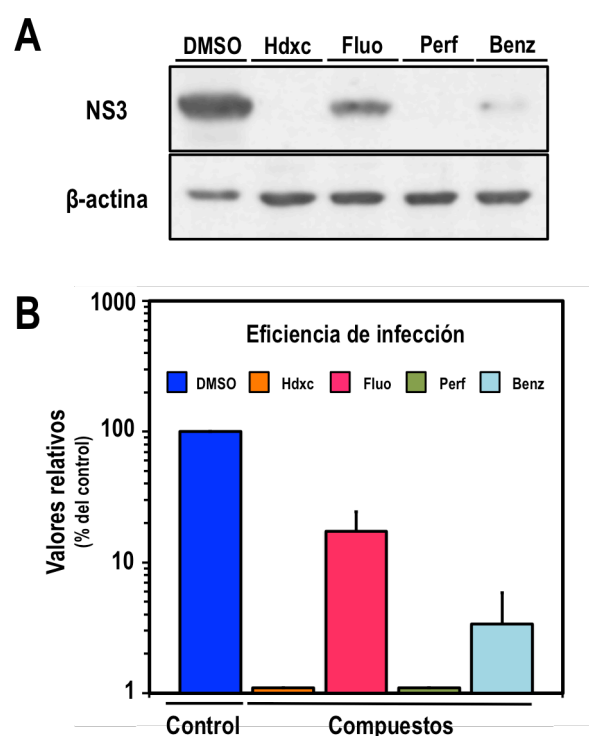 A
DMSO Hdxc Fluo Perf Benz
NS3
β-actina
B
1000
Eficiencia de infección
DMSO Hdxc Fluo Perf Benz
100
10
1
Valores relativos
(% del control)
Control Compuestos